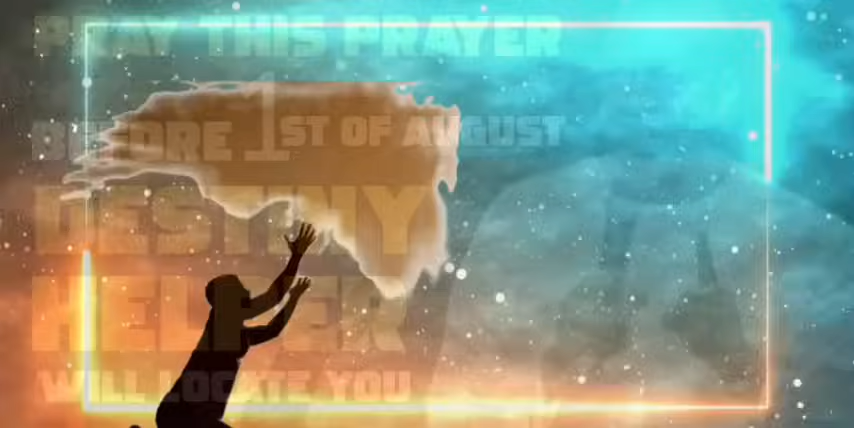 PRAY THIS PRAYER
BEFORE 1ST OF AUGUST
DESTINY
HELPER
WILL LOCATE YOU